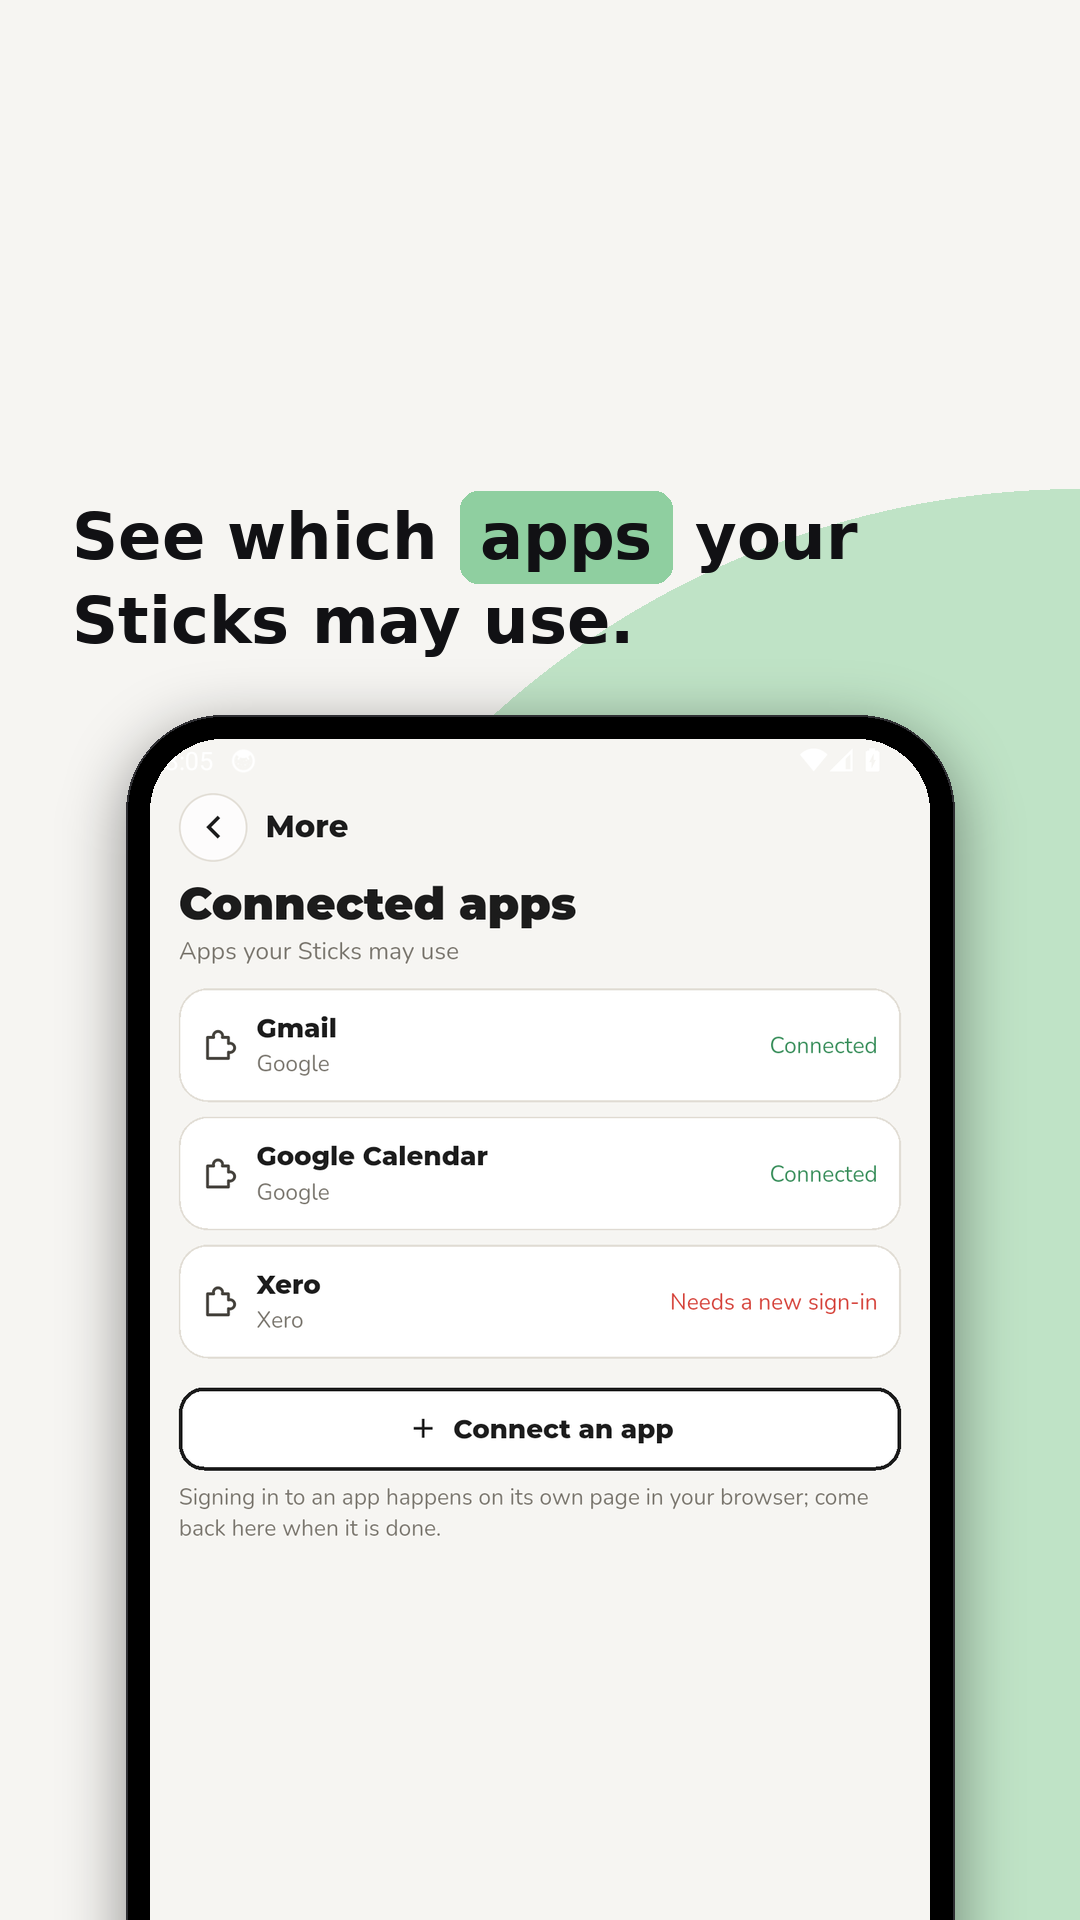 See which apps your
Sticks may use.
More
Connected apps
Apps your Sticks may use
Gmail
Google
Connected
Google Calendar
Google
Connected
Xero
Xero
Needs a new sign-in
+ Connect an app
Signing in to an app happens on its own page in your browser; come
back here when it is done.